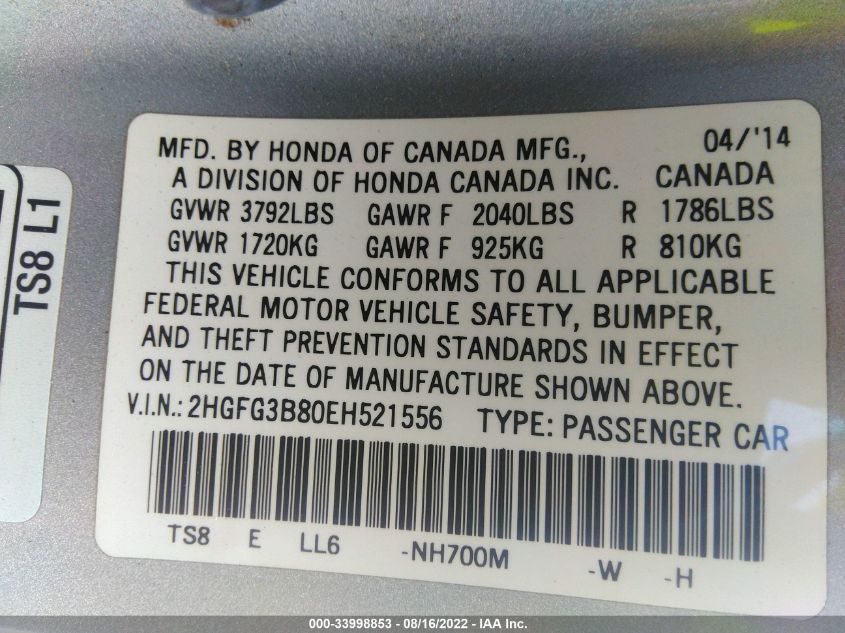 MFD. BY HONDA OF CANADA MFG., 04/'14
A DIVISION OF HONDA CANADA INC. CANADA
GVWR 3792LBS GAWR F 2040LBS R 1786LBS
GVWR 1720KG GAWR F 925KG R 810KG
THIS VEHICLE CONFORMS TO ALL APPLICABLE
FEDERAL MOTOR VEHICLE SAFETY, BUMPER,
AND THEFT PREVENTION STANDARDS IN EFFECT
ON THE DATE OF MANUFACTURE SHOWN ABOVE.
V.I.N.: 2HGFG3B80EH521556 TYPE: PASSENGER CAR
TS8 E LL6 -NH700M -W -H
TS8 L1
000-33998853 - 08/16/2022 - IAA Inc.